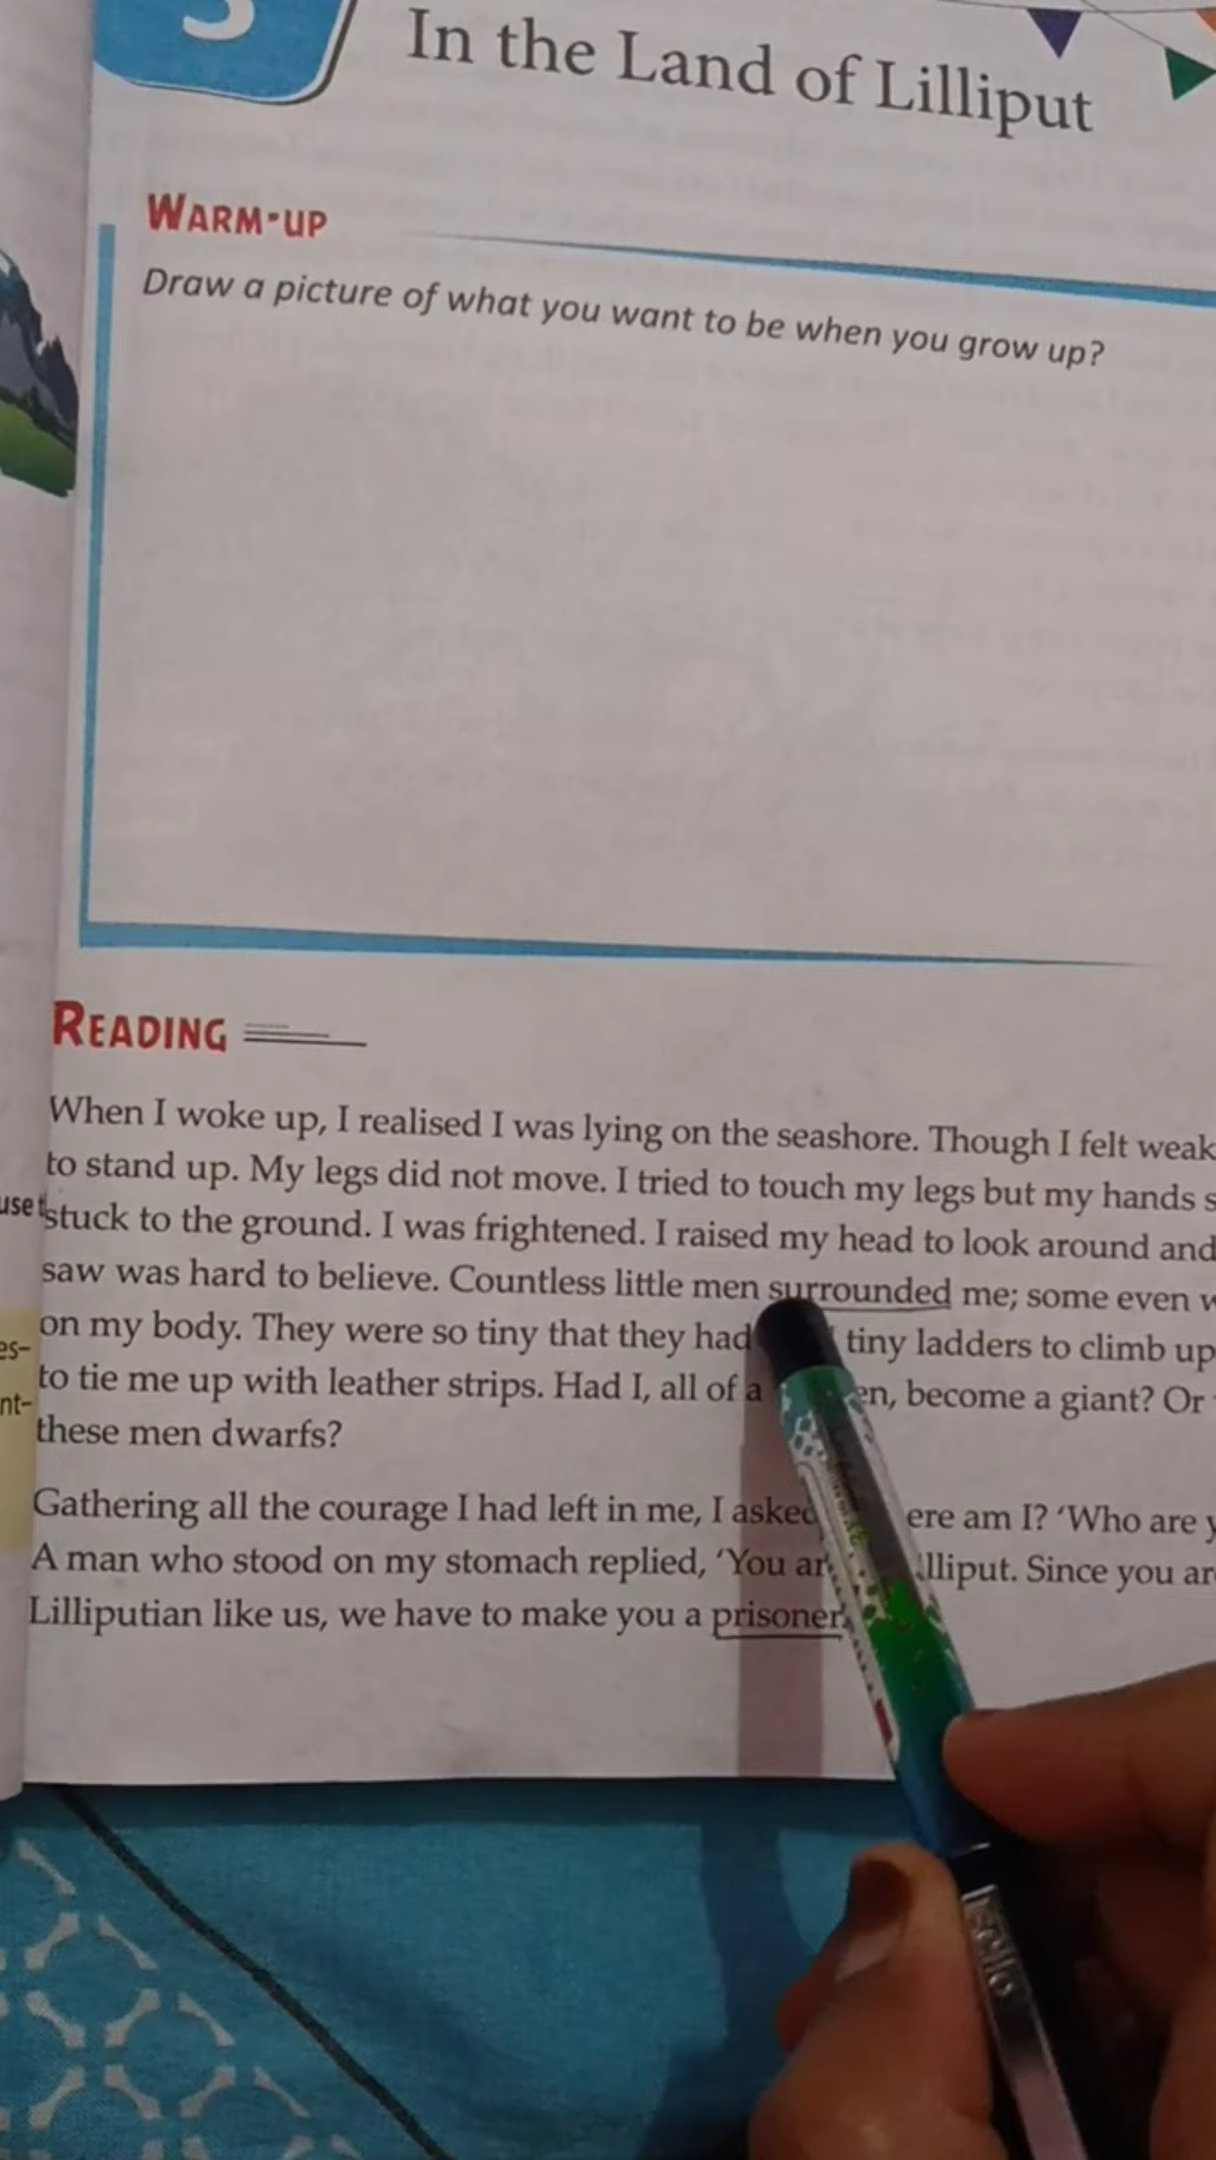 In the Land of Lilliput
WARM-UP
Draw a picture of what you want to be when you grow up?
READING
When I woke up, I realised I was lying on the seashore. Though I felt weak
to stand up. My legs did not move. I tried to touch my legs but my hands
stuck to the ground. I was frightened. I raised my head to look around and
saw was hard to believe. Countless little men surrounded me; some even
on my body. They were so tiny that they had tiny ladders to climb up
to tie me up with leather strips. Had I, all of a become a giant? Or
these men dwarfs?
Gathering all the courage I had left in me, I asked am I? ‘Who are
A man who stood on my stomach replied, ‘You Since you
Lilliputian like us, we have to make you a prisoner.
cello